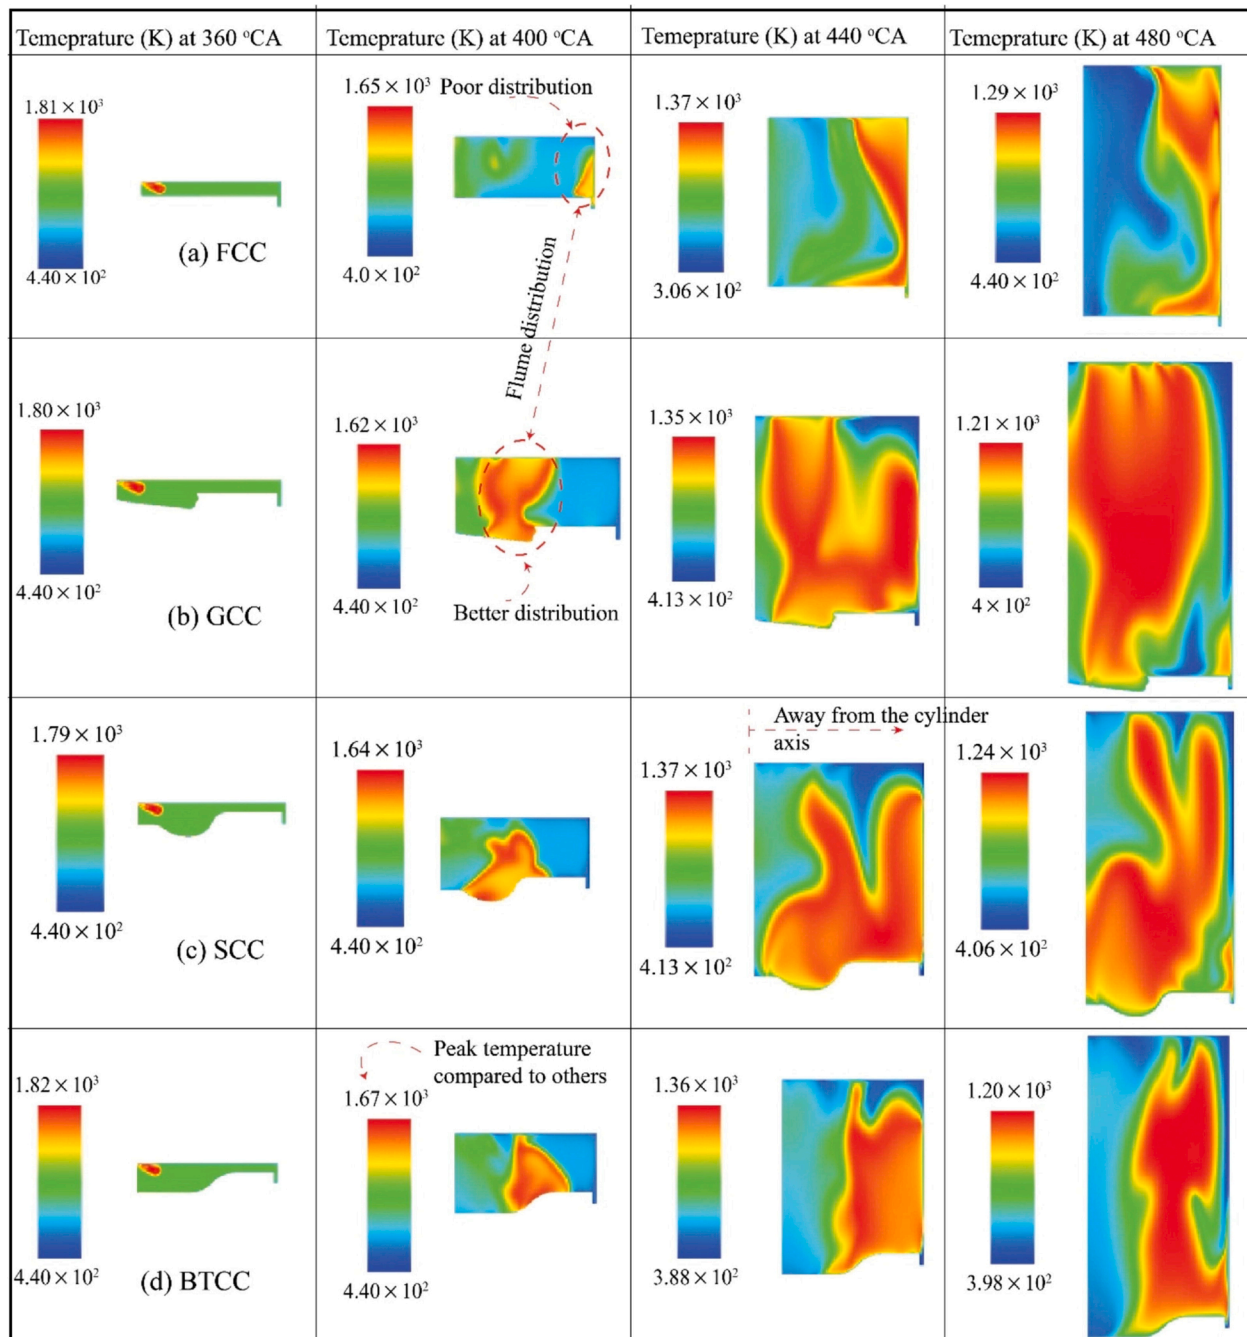 Temeprature (K) at 360 °CA
Temeprature (K) at 400 °CA
Temeprature (K) at 440 °CA
Temeprature (K) at 480 °CA
1.81 × 10³
4.40 × 10²
(a) FCC
1.65 × 10³
4.0 × 10²
Poor distribution
Flume distribution
1.37 × 10³
3.06 × 10²
1.29 × 10³
4.40 × 10²
1.80 × 10³
4.40 × 10²
(b) GCC
1.62 × 10³
4.40 × 10²
Better distribution
1.35 × 10³
4.13 × 10²
1.21 × 10³
4 × 10²
1.79 × 10³
4.40 × 10²
(c) SCC
1.64 × 10³
4.40 × 10²
Away from the cylinder
axis
1.37 × 10³
4.13 × 10²
1.24 × 10³
4.06 × 10²
1.82 × 10³
4.40 × 10²
(d) BTCC
Peak temperature
compared to others
1.67 × 10³
4.40 × 10²
1.36 × 10³
3.88 × 10²
1.20 × 10³
3.98 × 10²